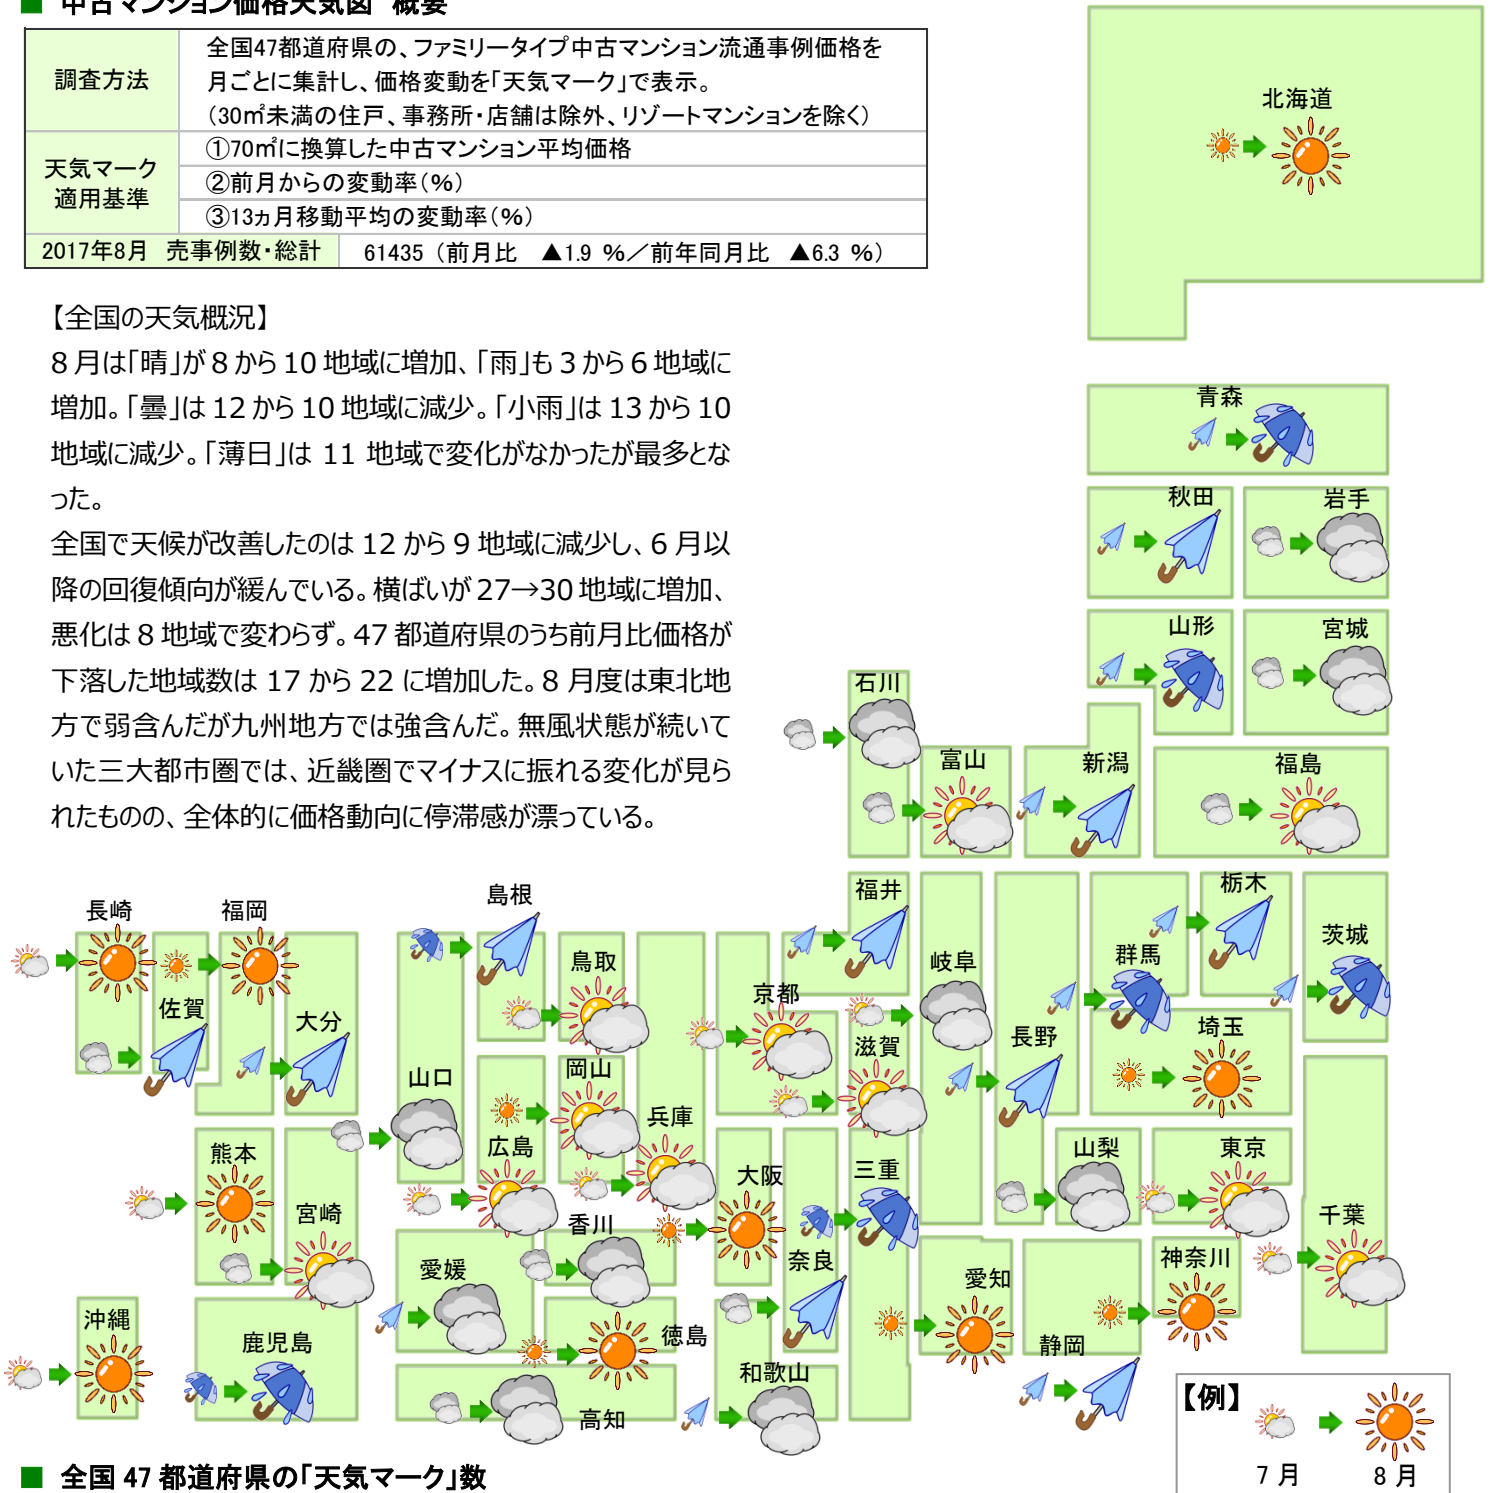 ■ 中古マンション価格天気図 概要
調査方法
全国47都道府県の、ファミリータイプ中古マンション流通事例価格を
月ごとに集計し、価格変動を「天気マーク」で表示。
（30㎡未満の住戸、事務所・店舗は除外、リゾートマンションを除く）
天気マーク
適用基準
①70㎡に換算した中古マンション平均価格
②前月からの変動率（％）
③13ヵ月移動平均の変動率（％）
2017年8月 売事例数・総計 61435（前月比 ▲1.9 ％／前年同月比 ▲6.3 ％）
【全国の天気概況】
8月は「晴」が8から10地域に増加、「雨」も3から6地域に
増加。「曇」は12から10地域に減少。「小雨」は13から10
地域に減少。「薄日」は 11 地域で変化がなかったが最多とな
った。
全国で天候が改善したのは12から9地域に減少し、6月以
降の回復傾向が緩んでいる。横ばいが27→30地域に増加、
悪化は8地域で変わらず。47都道府県のうち前月比価格が
下落した地域数は 17 から 22 に増加した。8 月度は東北地
方で弱含んだが九州地方では強含んだ。無風状態が続いて
いた三大都市圏では、近畿圏でマイナスに振れる変化が見ら
れたものの、全体的に価格動向に停滞感が漂っている。
北海道
青森
秋田
岩手
山形
宮城
石川
富山
新潟
福島
長崎
福岡
島根
福井
栃木
茨城
佐賀
大分
鳥取
京都
岐阜
群馬
山口
岡山
滋賀
長野
埼玉
熊本
宮崎
広島
兵庫
大阪
三重
山梨
東京
千葉
香川
愛媛
奈良
愛知
神奈川
沖縄
鹿児島
徳島
静岡
和歌山
高知
【例】
7月
8月
■ 全国47都道府県の「天気マーク」数